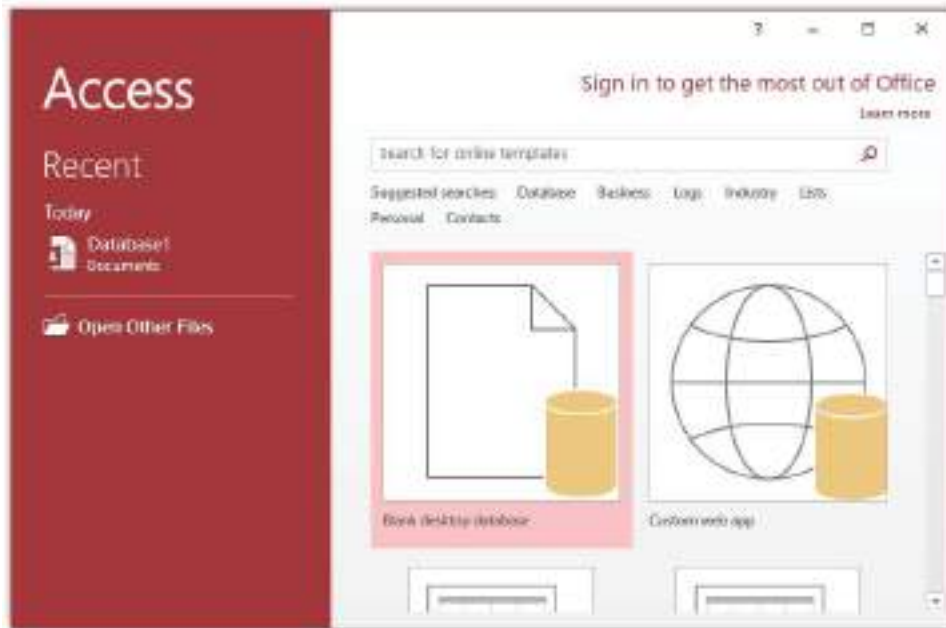 Access
Recent
Today
Database1
Documents
Open Other Files
?
Sign in to get the most out of Office
Learn more
Search for online templates
Suggested searches: Database Business Logs Industry Lists
Personal Contacts
Blank desktop database
Custom web app